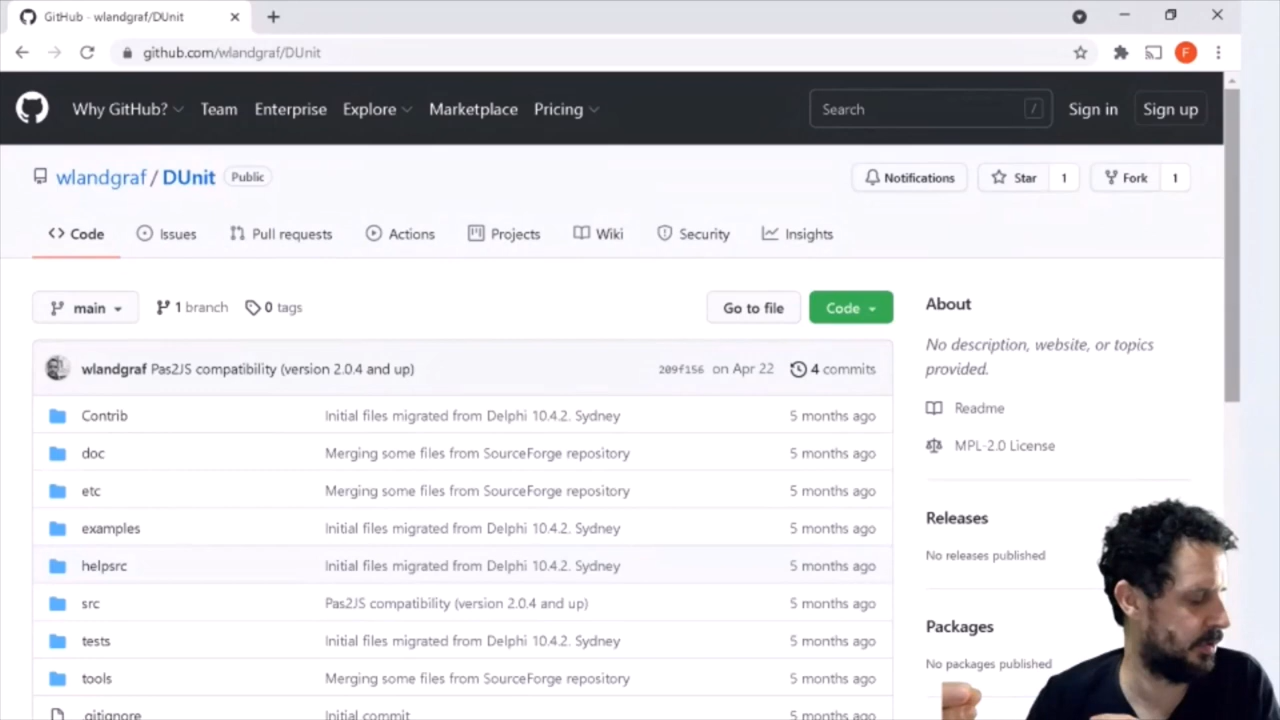 GitHub - wlandgraf/DUnit
github.com/wlandgraf/DUnit
F
Why GitHub? Team Enterprise Explore Marketplace Pricing Search / Sign in Sign up
wlandgraf / DUnit Public Notifications Star 1 Fork 1
Code Issues Pull requests Actions Projects Wiki Security Insights
main 1 branch 0 tags Go to file Code
wlandgraf Pas2JS compatibility (version 2.0.4 and up) 209f156 on Apr 22 4 commits
Contrib Initial files migrated from Delphi 10.4.2. Sydney 5 months ago
doc Merging some files from SourceForge repository 5 months ago
etc Merging some files from SourceForge repository 5 months ago
examples Initial files migrated from Delphi 10.4.2. Sydney 5 months ago
helpsrc Initial files migrated from Delphi 10.4.2. Sydney 5 months ago
src Pas2JS compatibility (version 2.0.4 and up) 5 months ago
tests Initial files migrated from Delphi 10.4.2. Sydney 5 months ago
tools Merging some files from SourceForge repository 5 months ago
.gitignore Initial commit 5 months ago
About
No description, website, or topics
provided.
Readme
MPL-2.0 License
Releases
No releases published
Packages
No packages published